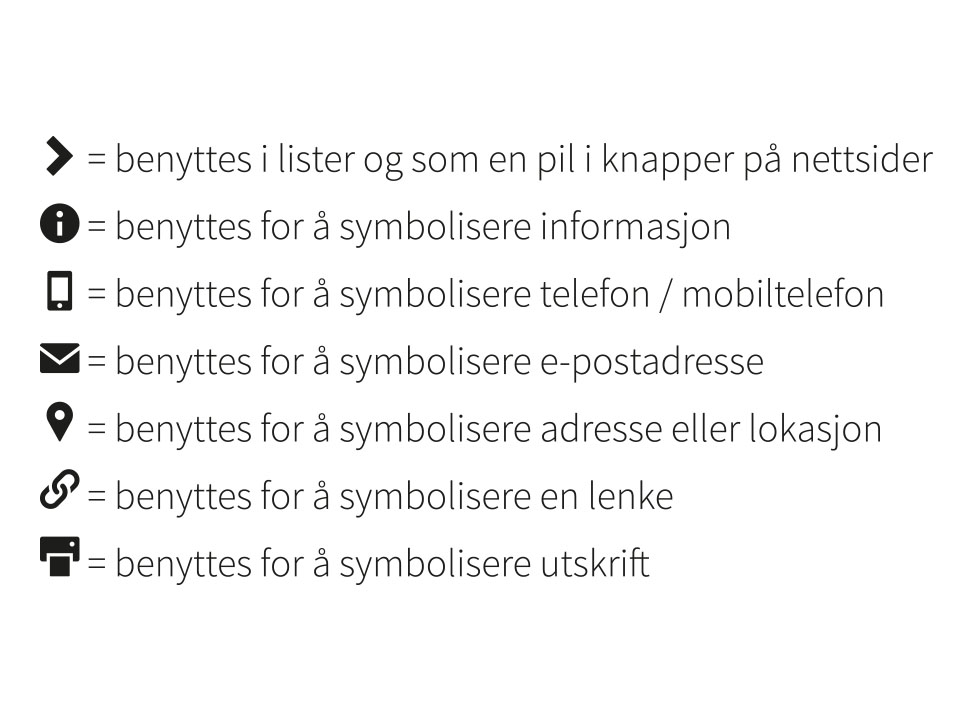 = benyttes i lister og som en pil i knapper på nettsider
= benyttes for å symbolisere informasjon
= benyttes for å symbolisere telefon / mobiltelefon
= benyttes for å symbolisere e-postadresse
= benyttes for å symbolisere adresse eller lokasjon
= benyttes for å symbolisere en lenke
= benyttes for å symbolisere utskrift